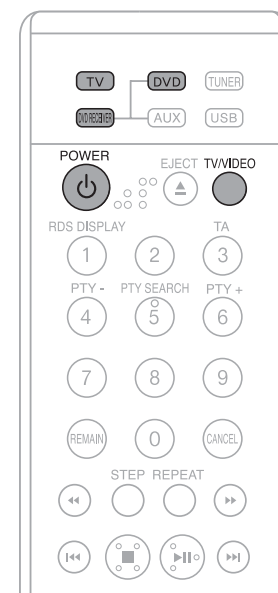 TV DVD TUNER
DVD RECEIVER AUX USB
POWER EJECT TV/VIDEO
RDS DISPLAY TA
1 2 3
PTY - PTY SEARCH PTY +
4 5 6
7 8 9
REMAIN 0 CANCEL
STEP REPEAT